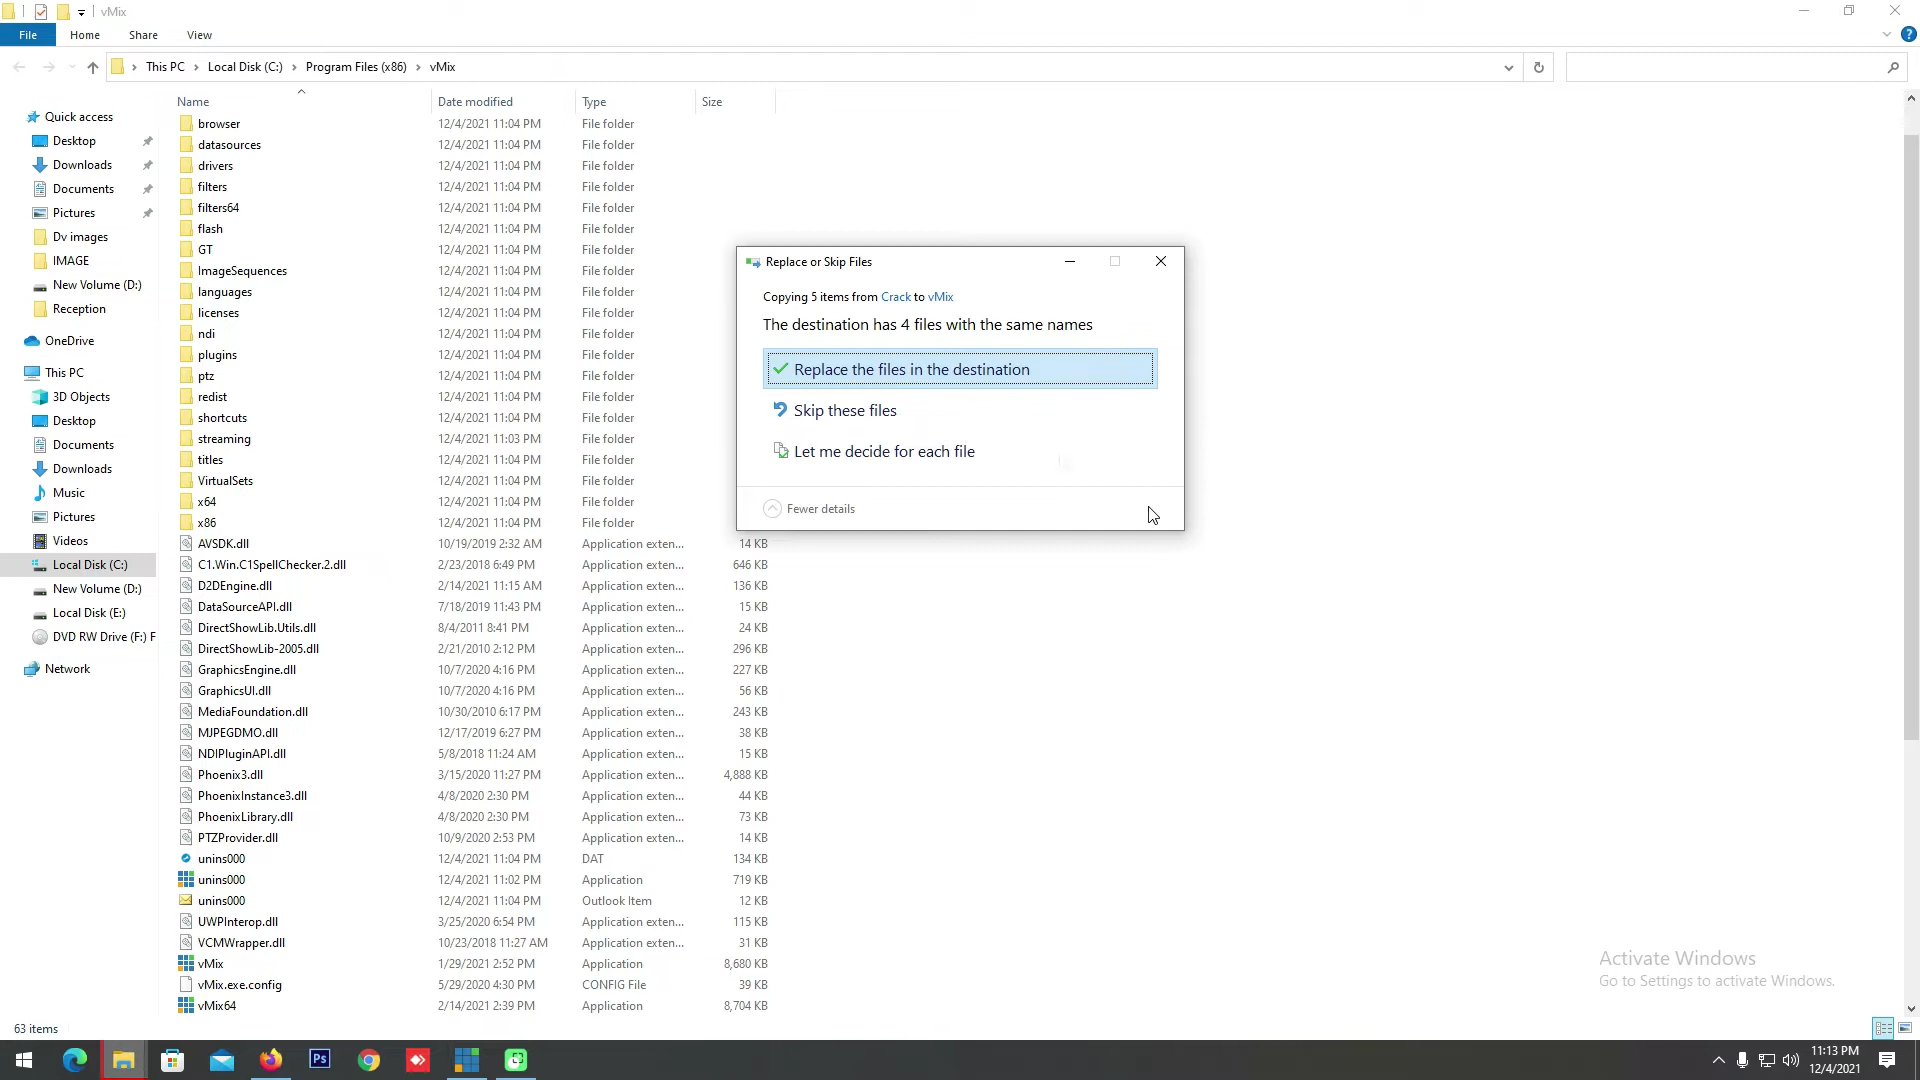 vMix
File
Home
Share
View
This PC
Local Disk (C:)
Program Files (x86)
vMix
Name
Date modified
Type
Size
Quick access
Desktop
Downloads
Documents
Pictures
Dv images
IMAGE
New Volume (D:)
Reception
OneDrive
This PC
3D Objects
Desktop
Documents
Downloads
Music
Pictures
Videos
Local Disk (C:)
New Volume (D:)
Local Disk (E:)
DVD RW Drive (F:) F
Network
browser 12/4/2021 11:04 PM File folder
datasources 12/4/2021 11:04 PM File folder
drivers 12/4/2021 11:04 PM File folder
filters 12/4/2021 11:04 PM File folder
filters64 12/4/2021 11:04 PM File folder
flash 12/4/2021 11:04 PM File folder
GT 12/4/2021 11:04 PM File folder
ImageSequences 12/4/2021 11:04 PM File folder
languages 12/4/2021 11:04 PM File folder
licenses 12/4/2021 11:04 PM File folder
ndi 12/4/2021 11:04 PM File folder
plugins 12/4/2021 11:04 PM File folder
ptz 12/4/2021 11:04 PM File folder
redist 12/4/2021 11:04 PM File folder
shortcuts 12/4/2021 11:04 PM File folder
streaming 12/4/2021 11:03 PM File folder
titles 12/4/2021 11:04 PM File folder
VirtualSets 12/4/2021 11:04 PM File folder
x64 12/4/2021 11:04 PM File folder
x86 12/4/2021 11:04 PM File folder
AVSDK.dll 10/19/2019 2:32 AM Application exten... 14 KB
C1.Win.C1SpellChecker.2.dll 2/23/2018 6:49 PM Application exten... 646 KB
D2DEngine.dll 2/14/2021 11:15 AM Application exten... 136 KB
DataSourceAPI.dll 7/18/2019 11:43 PM Application exten... 15 KB
DirectShowLib.Utils.dll 8/4/2011 8:41 PM Application exten... 24 KB
DirectShowLib-2005.dll 2/21/2010 2:12 PM Application exten... 296 KB
GraphicsEngine.dll 10/7/2020 4:16 PM Application exten... 227 KB
GraphicsUI.dll 10/7/2020 4:16 PM Application exten... 56 KB
MediaFoundation.dll 10/30/2010 6:17 PM Application exten... 243 KB
MJPEGDMO.dll 12/17/2019 6:27 PM Application exten... 38 KB
NDIPluginAPI.dll 5/8/2018 11:24 AM Application exten... 15 KB
Phoenix3.dll 3/15/2020 11:27 PM Application exten... 4,888 KB
PhoenixInstance3.dll 4/8/2020 2:30 PM Application exten... 44 KB
PhoenixLibrary.dll 4/8/2020 2:30 PM Application exten... 73 KB
PTZProvider.dll 10/9/2020 2:53 PM Application exten... 14 KB
unins000 12/4/2021 11:04 PM DAT 134 KB
unins000 12/4/2021 11:02 PM Application 719 KB
unins000 12/4/2021 11:04 PM Outlook Item 12 KB
UWPInterop.dll 3/25/2020 6:54 PM Application exten... 115 KB
VCMWrapper.dll 10/23/2018 11:27 AM Application exten... 31 KB
vMix 1/29/2021 2:52 PM Application 8,680 KB
vMix.exe.config 5/29/2020 4:30 PM CONFIG File 39 KB
vMix64 2/14/2021 2:39 PM Application 8,704 KB
Replace or Skip Files
Copying 5 items from Crack to vMix
The destination has 4 files with the same names
Replace the files in the destination
Skip these files
Let me decide for each file
Fewer details
Activate Windows
Go to Settings to activate Windows.
63 items
Ps
11:13 PM
12/4/2021